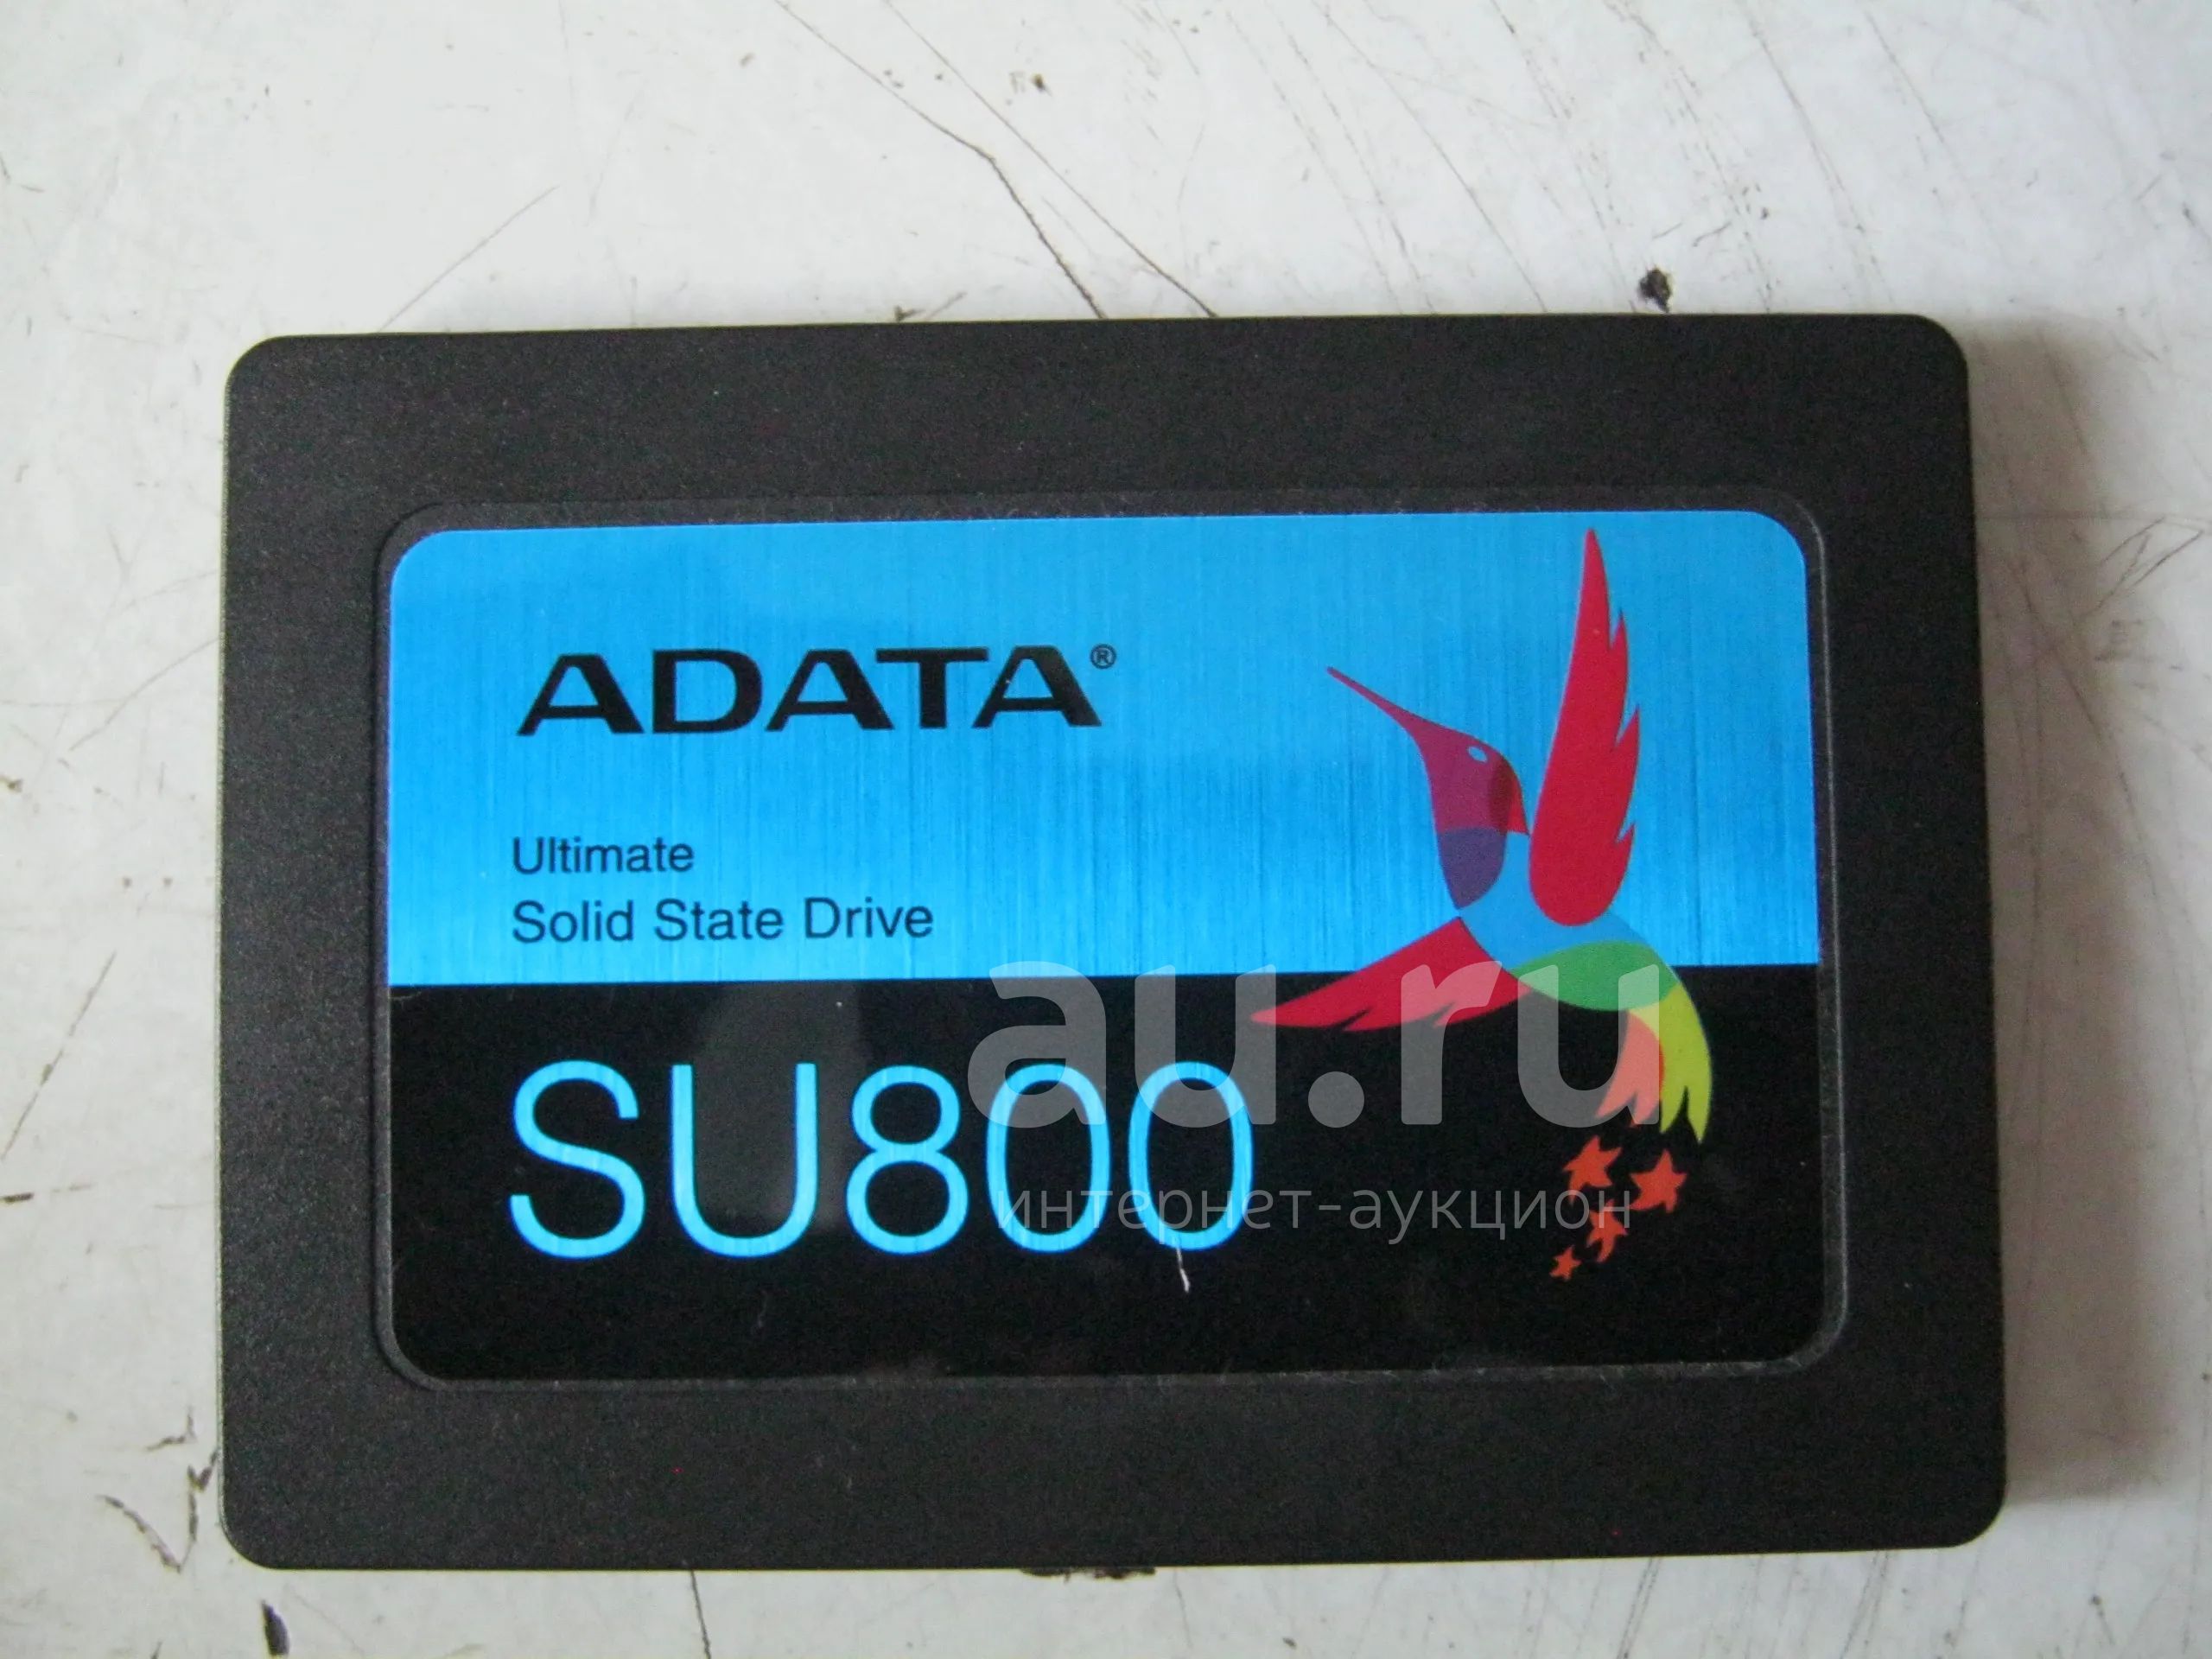 ADATA®
Ultimate
Solid State Drive
au.ru
SU800
интернет-аукцион